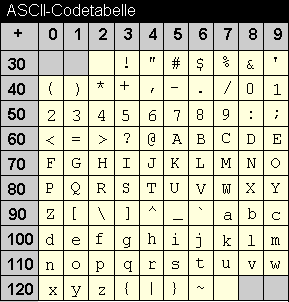 ASCII-Codetabelle
+ 0 1 2 3 4 5 6 7 8 9
30 ! " # $ % & '
40 ( ) * + , - . / 0 1
50 2 3 4 5 6 7 8 9 : ;
60 < = > ? @ A B C D E
70 F G H I J K L M N O
80 P Q R S T U V W X Y
90 Z [ \ ] ^ _ ` a b c
100 d e f g h i j k l m
110 n o p q r s t u v w
120 x y z { | } ~